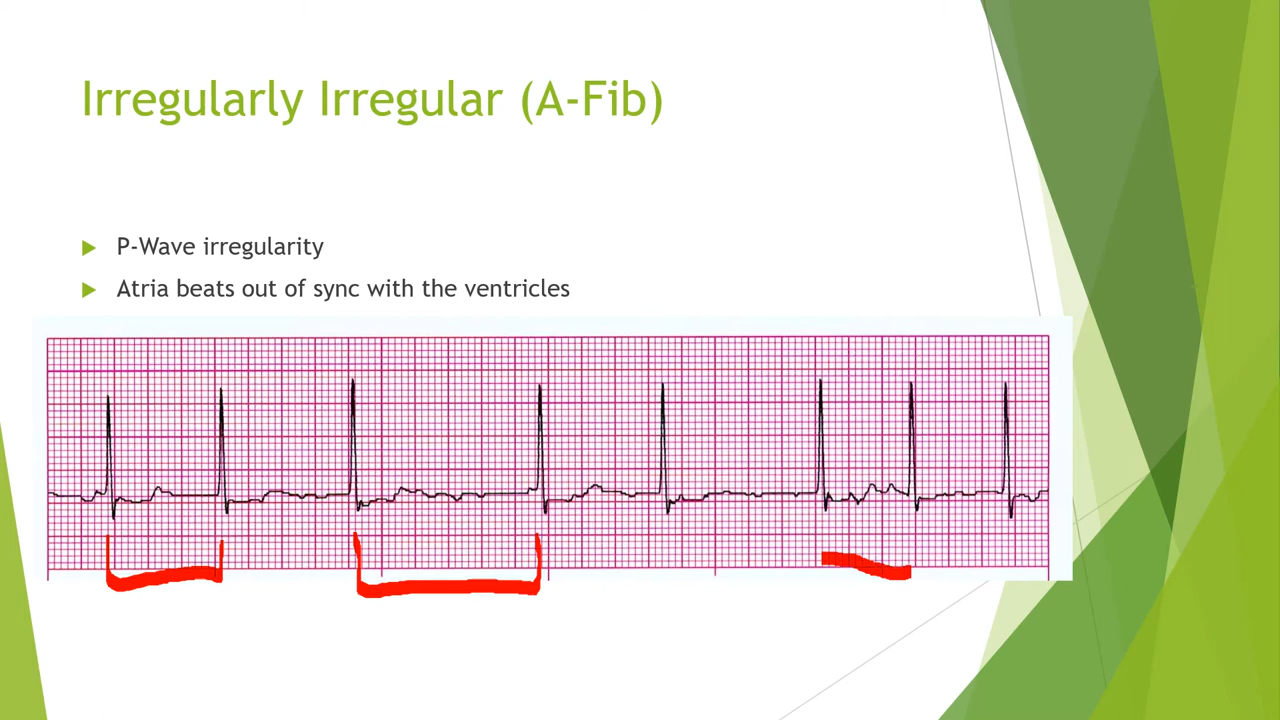 Irregularly Irregular (A-Fib)
P-Wave irregularity
Atria beats out of sync with the ventricles